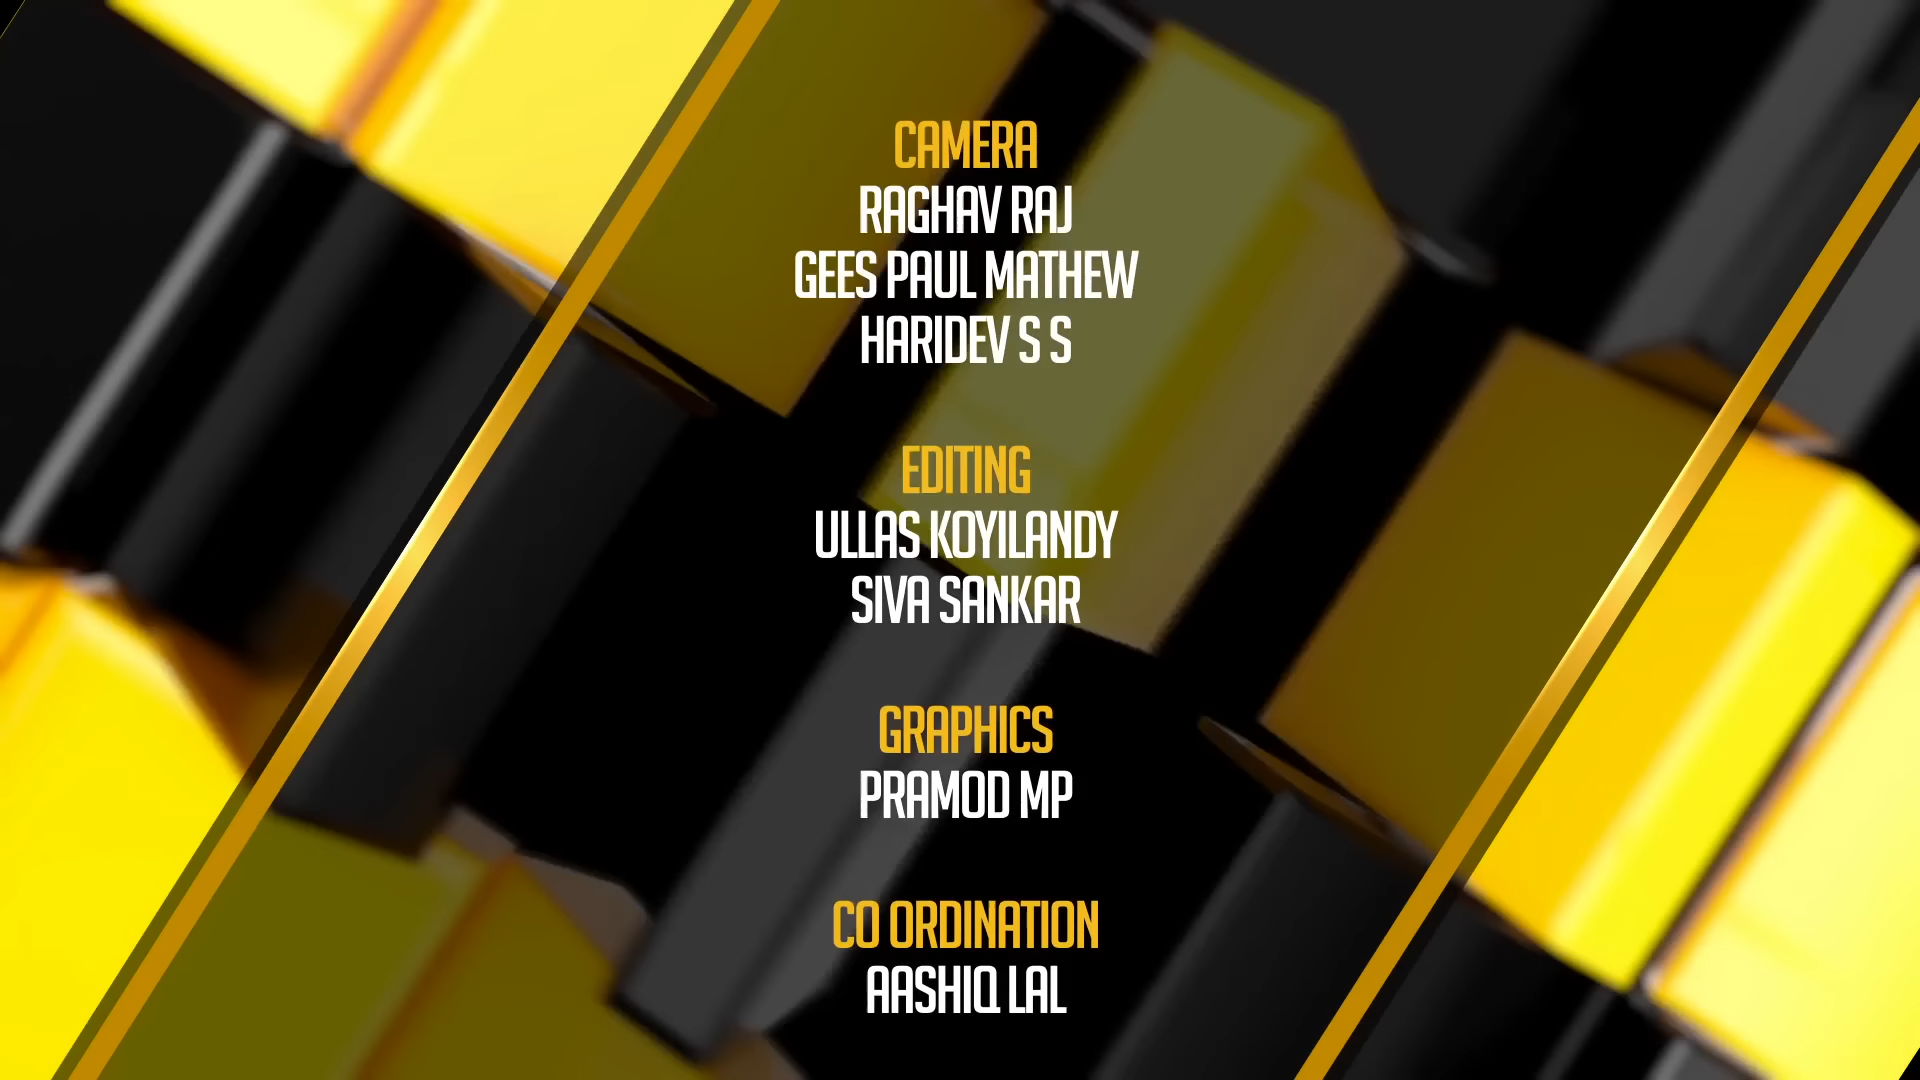 CAMERA
RAGHAV RAJ
GEES PAUL MATHEW
HARIDEV S S
EDITING
ULLAS KOYILANDY
SIVA SANKAR
GRAPHICS
PRAMOD MP
CO ORDINATION
AASHIQ LAL